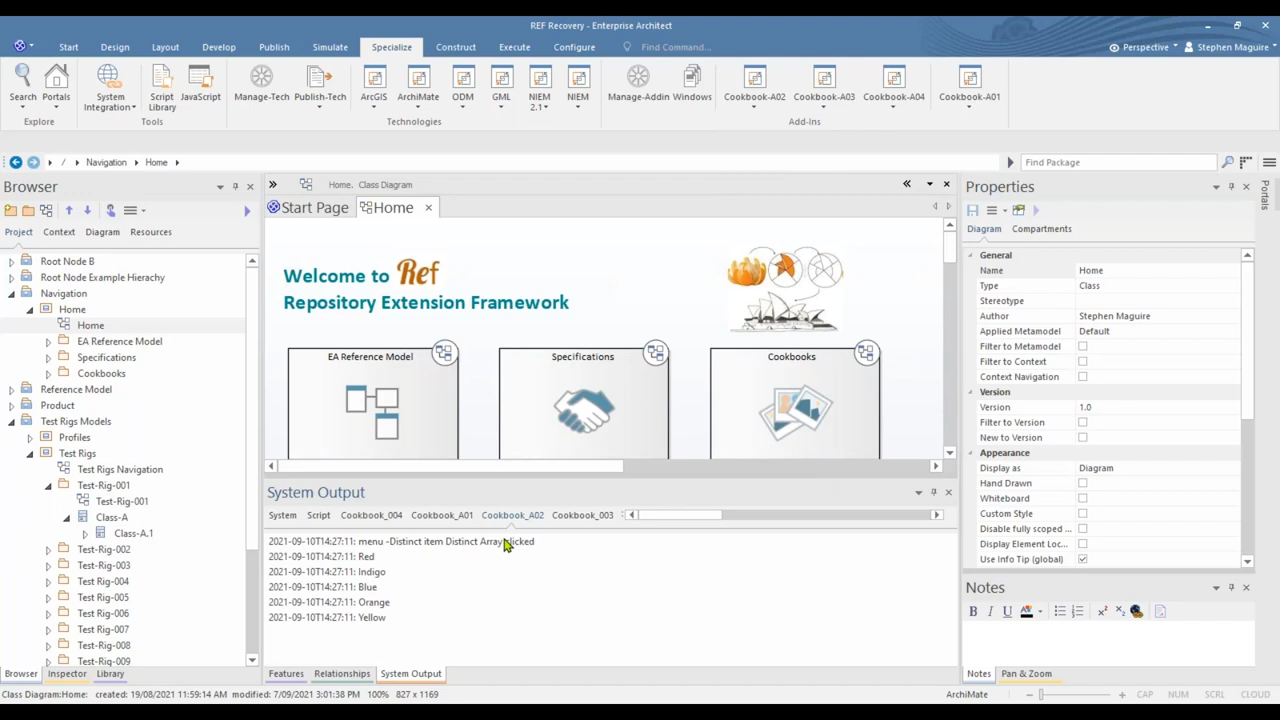 REF Recovery - Enterprise Architect
Start Design Layout Develop Publish Simulate Specialize Construct Execute Configure Find Command... Perspective Stephen Maguire
Search Portals System Integration Script Library JavaScript Manage-Tech Publish-Tech ArcGIS ArchiMate ODM GML NIEM 2.1 NIEM Manage-Addin Windows Cookbook-A02 Cookbook-A03 Cookbook-A04 Cookbook-A01
Explore Tools Technologies Add-Ins
/ Navigation Home Find Package
Browser
Project Context Diagram Resources
Root Node B
Root Node Example Hierachy
Navigation
Home
Home
EA Reference Model
Specifications
Cookbooks
Reference Model
Product
Test Rigs Models
Profiles
Test Rigs
Test Rigs Navigation
Test-Rig-001
Test-Rig-001
Class-A
Class-A.1
Test-Rig-002
Test-Rig-003
Test Rig-004
Test-Rig-005
Test-Rig-006
Test Rig-007
Test-Rig-008
Test-Rig-009
Browser Inspector Library
Home. Class Diagram
Start Page Home
Welcome to Ref
Repository Extension Framework
EA Reference Model Specifications Cookbooks
System Output
System Script Cookbook_004 Cookbook_A01 Cookbook_A02 Cookbook_003
2021-09-10T14:27:11: menu -Distinct item Distinct Array clicked
2021-09-10T14:27:11: Red
2021-09-10T14:27:11: Indigo
2021-09-10T14:27:11: Blue
2021-09-10T14:27:11: Orange
2021-09-10T14:27:11: Yellow
Features Relationships System Output
Properties
Portals
Diagram Compartments
General
Name Home
Type Class
Stereotype
Author Stephen Maguire
Applied Metamodel Default
Filter to Metamodel
Filter to Context
Context Navigation
Version
Version 1.0
Filter to Version
New to Version
Appearance
Display as Diagram
Hand Drawn
Whiteboard
Custom Style
Disable fully scoped ...
Display Element Loc...
Use Info Tip (global)
Notes
B I U A
Notes Pan & Zoom
Class Diagram:Home: created: 19/08/2021 11:59:14 AM modified: 7/09/2021 3:01:38 PM 100% 827 x 1169 ArchiMate CAP NUM SCRL CLOUD